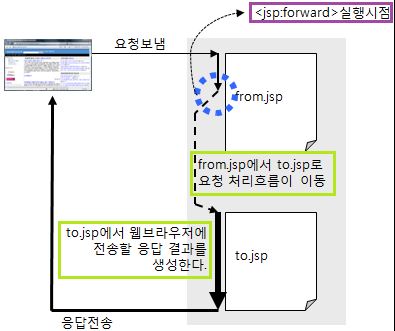 <jsp:forward>실행시점
요청보냄
from.jsp
from.jsp에서 to.jsp로
요청 처리흐름이 이동
to.jsp에서 웹브라우저에
전송할 응답 결과를
생성한다.
to.jsp
응답전송